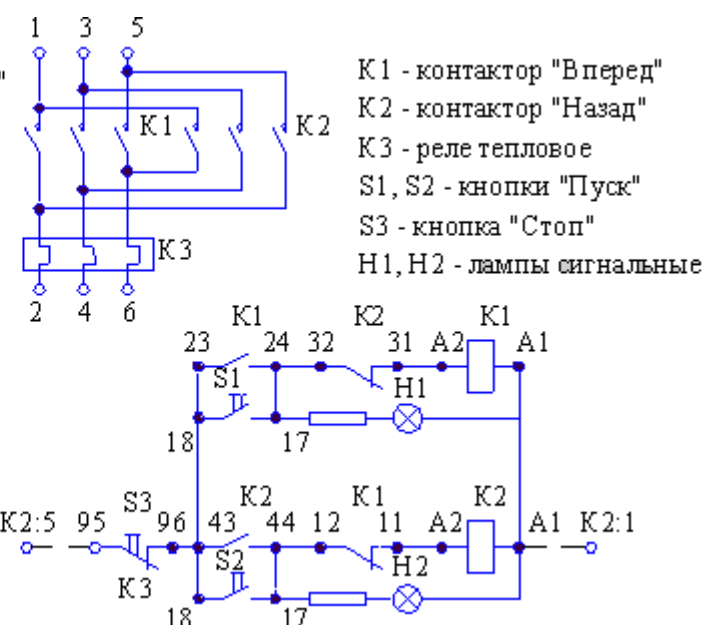 1 3 5
"
K1 K2
K3
2 4 6
K1 - контактор "Вперед"
K2 - контактор "Назад"
K3 - реле тепловое
S1, S2 - кнопки "Пуск"
S3 - кнопка "Стоп"
H1, H2 - лампы сигнальные
K1 K2 K1
23 24 32 31 A2 A1
S1 H1
18 17
S3 K2 K1 K2
K2:5 95 96 43 44 12 11 A2 A1 K2:1
K3 S2 H2
18 17